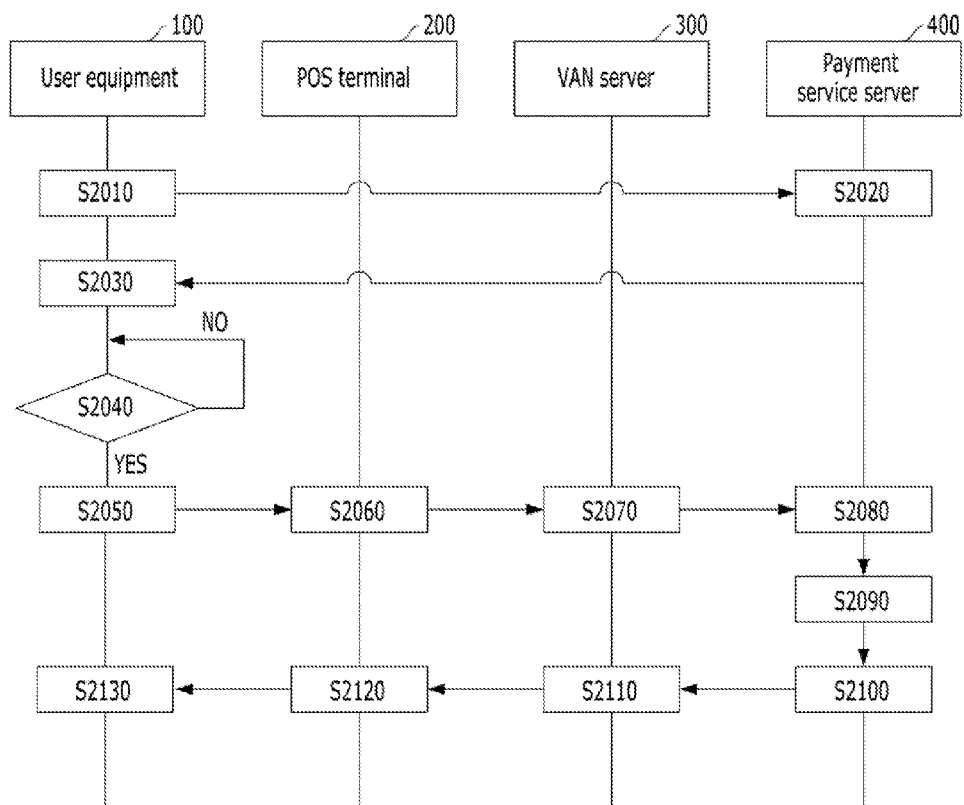 100
200
300
400
User equipment
POS terminal
VAN server
Payment
service server
S2010
S2020
S2030
NO
S2040
YES
S2050
S2060
S2070
S2080
S2090
S2130
S2120
S2110
S2100